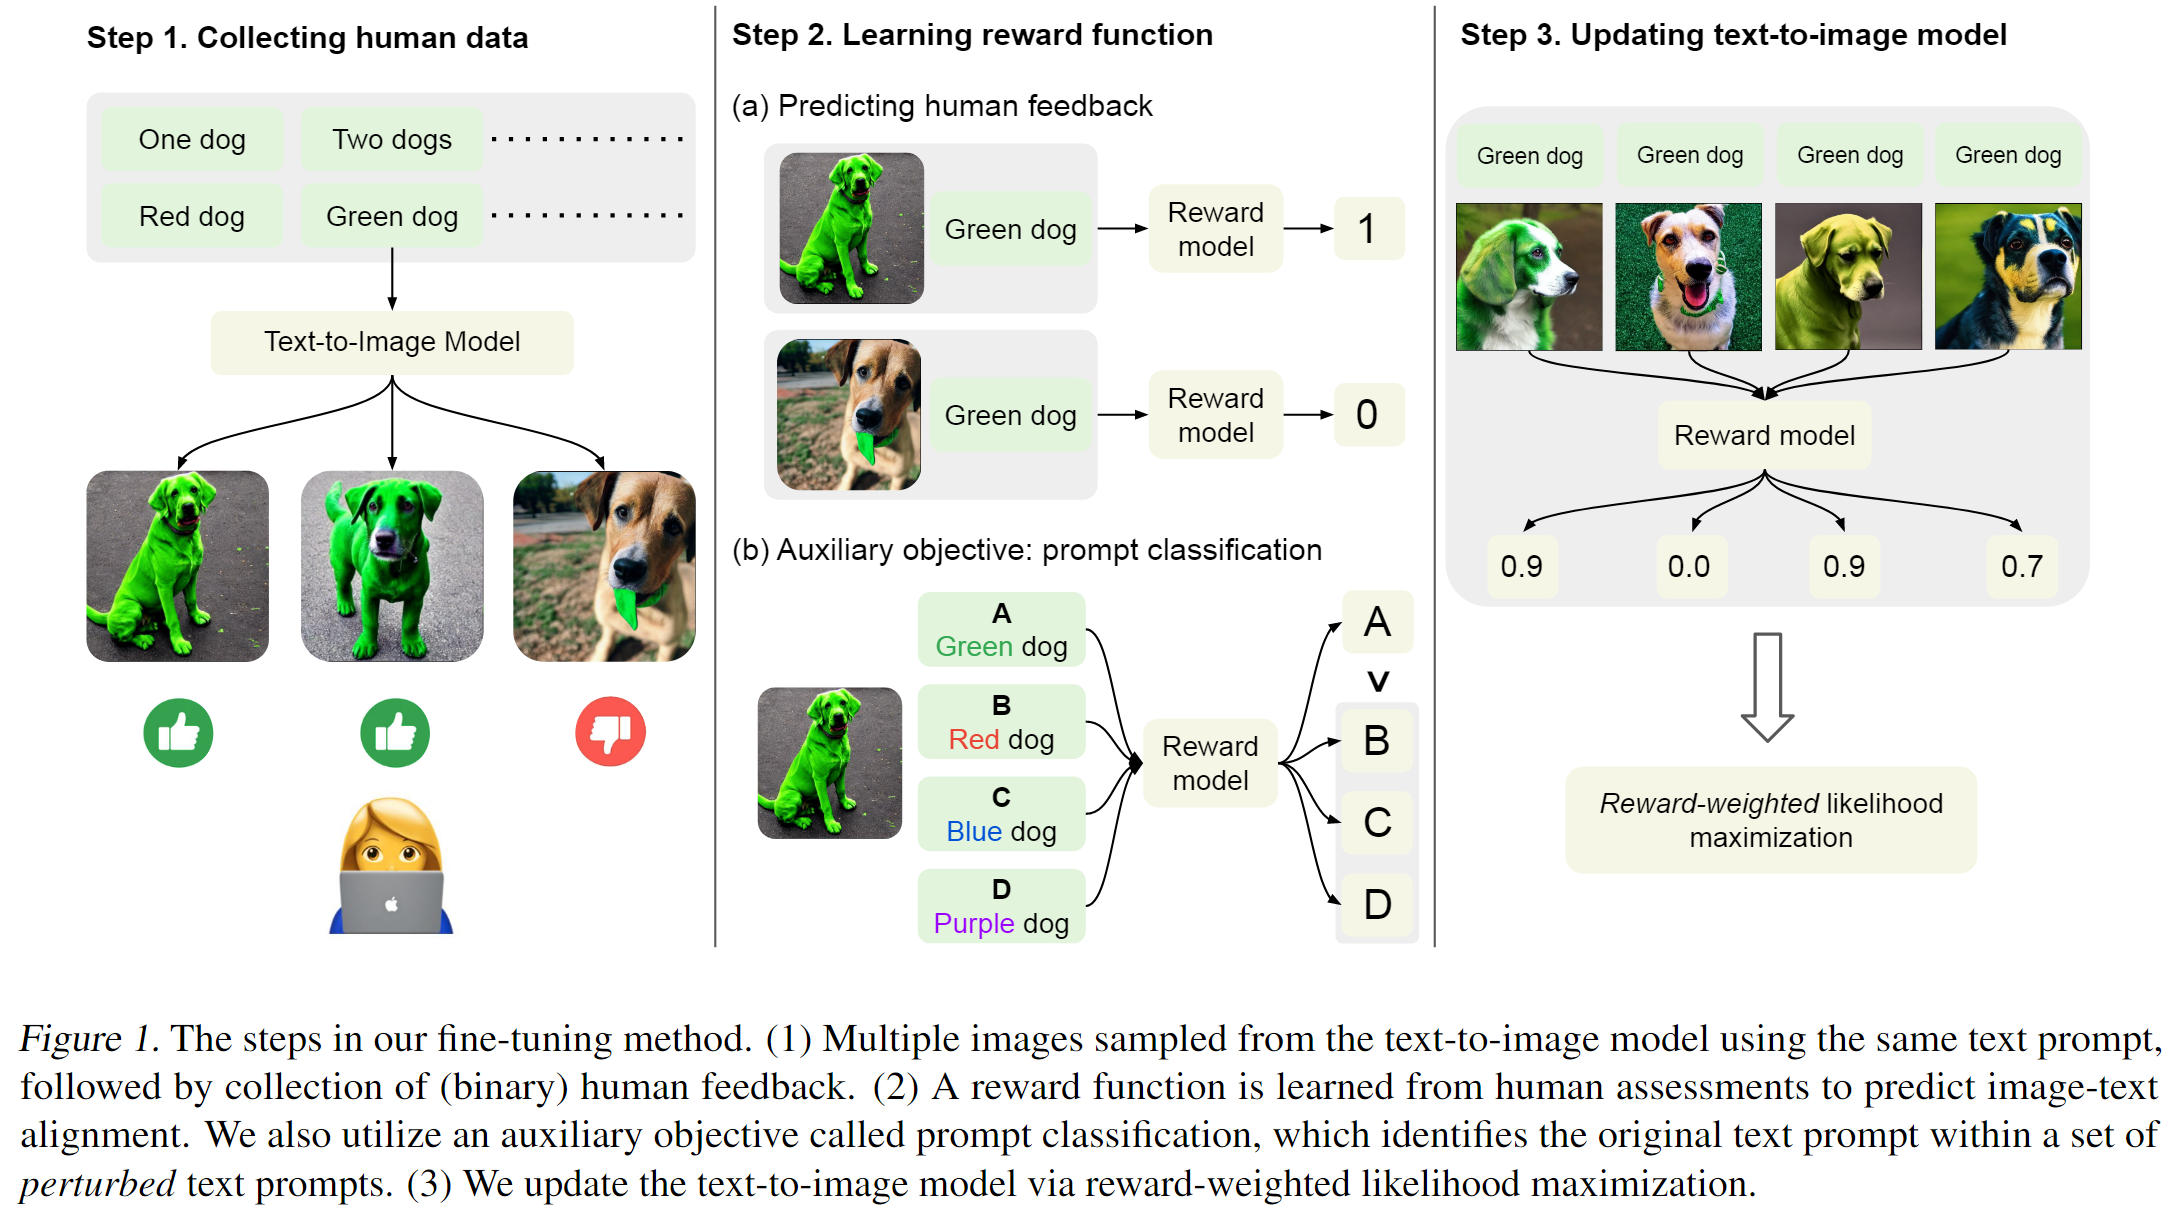 Step 1. Collecting human data
One dog
Two dogs
Red dog
Green dog
Text-to-Image Model
Step 2. Learning reward function
(a) Predicting human feedback
Green dog
Reward
model
1
Green dog
Reward
model
0
(b) Auxiliary objective: prompt classification
A
Green dog
B
Red dog
C
Blue dog
D
Purple dog
Reward
model
A
>
B
C
D
Step 3. Updating text-to-image model
Green dog
Green dog
Green dog
Green dog
Reward model
0.9
0.0
0.9
0.7
Reward-weighted likelihood
maximization
Figure 1. The steps in our fine-tuning method. (1) Multiple images sampled from the text-to-image model using the same text prompt,
followed by collection of (binary) human feedback. (2) A reward function is learned from human assessments to predict image-text
alignment. We also utilize an auxiliary objective called prompt classification, which identifies the original text prompt within a set of
perturbed text prompts. (3) We update the text-to-image model via reward-weighted likelihood maximization.